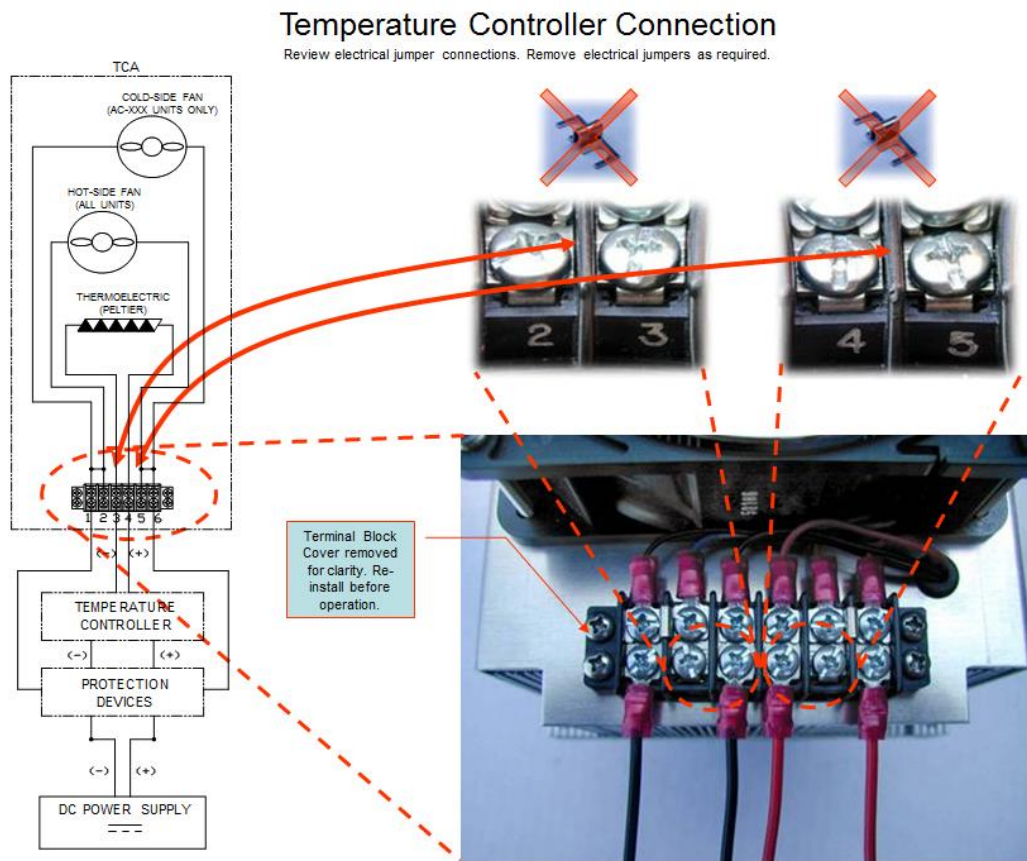 Temperature Controller Connection
Review electrical jumper connections. Remove electrical jumpers as required.
TCA
COLD-SIDE FAN
(AC-XXX UNITS ONLY)
HOT-SIDE FAN
(ALL UNITS)
THERMOELECTRIC
(PELTIER)
2 3
4 5
1 2 3 4 5 6
(-) (+)
TEMPERATURE
CONTROLLER
(-) (+)
PROTECTION
DEVICES
(-) (+)
DC POWER SUPPLY
Terminal Block
Cover removed
for clarity. Re-
install before
operation.